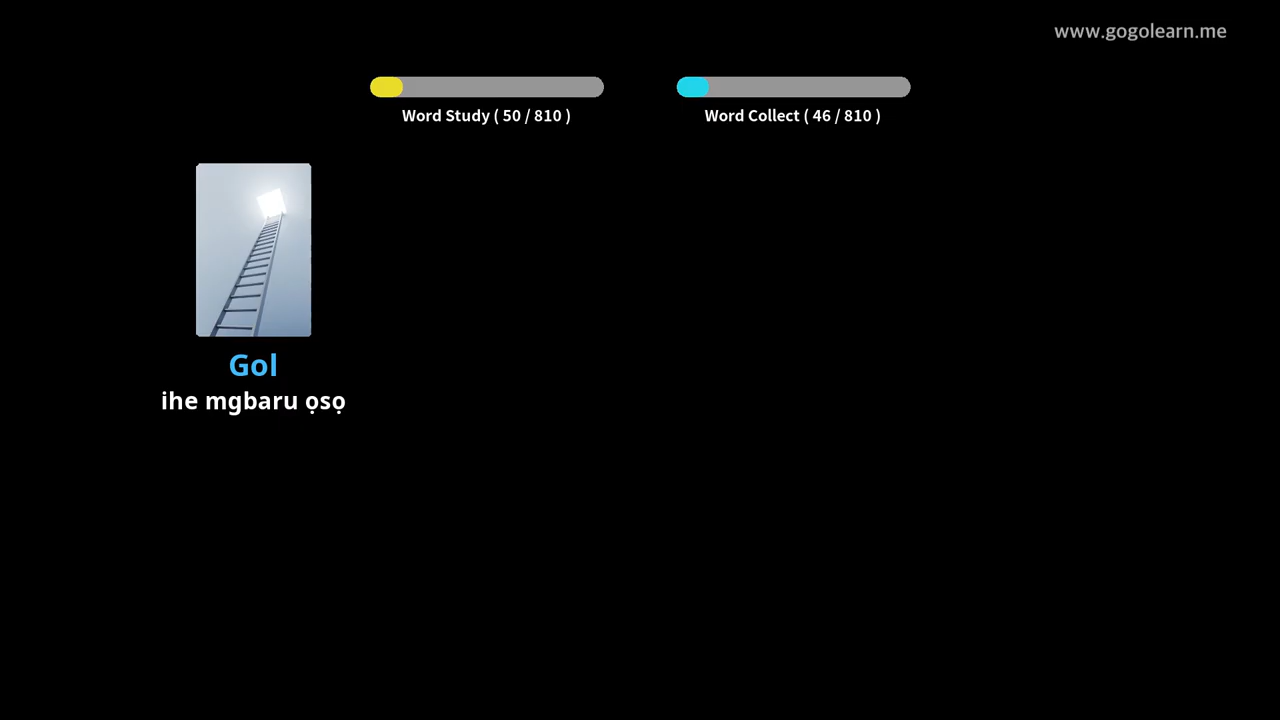 www.gogolearn.me
Word Study ( 50 / 810 )
Word Collect ( 46 / 810 )
Gol
ihe mgbaru ọsọ